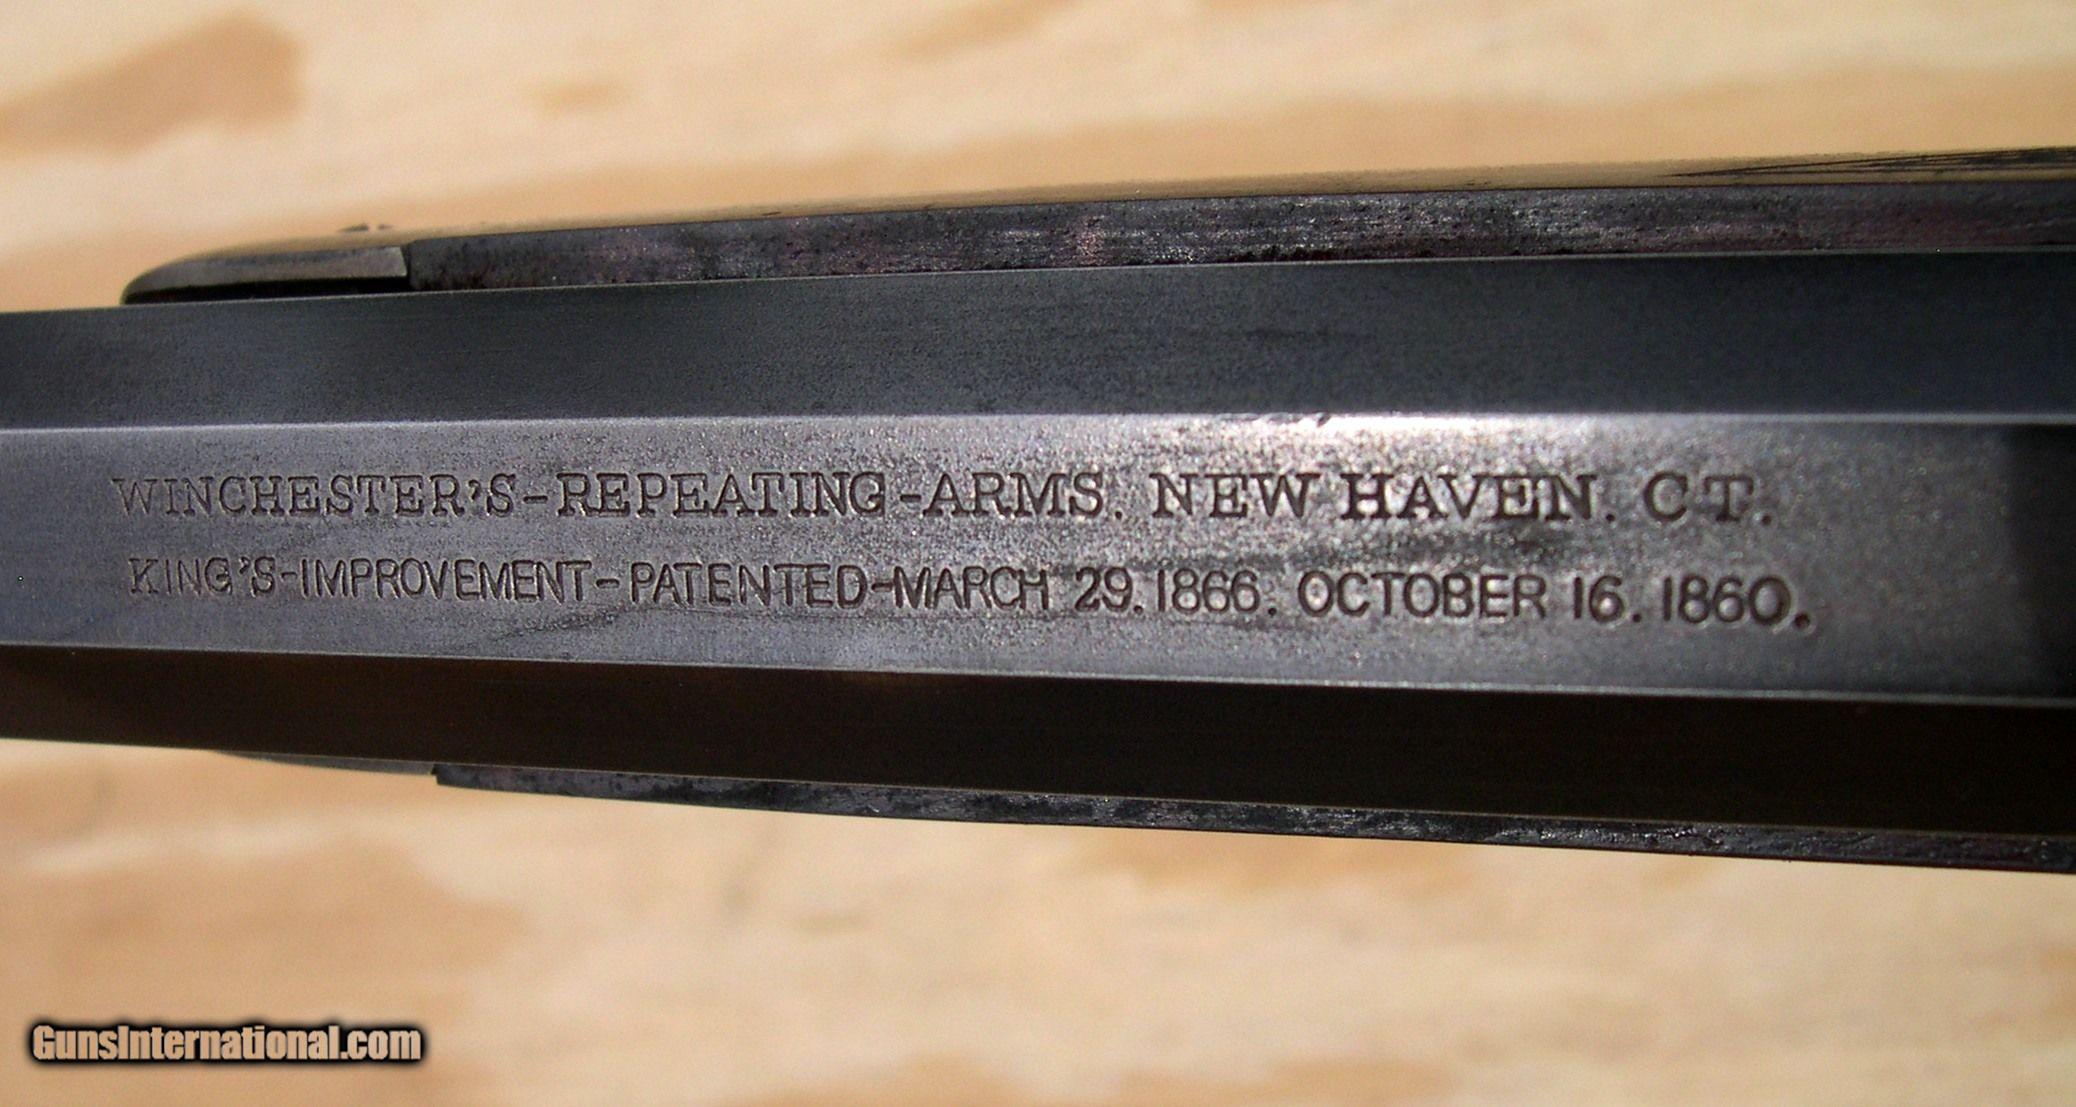 WINCHESTER'S-REPEATING-ARMS. NEW HAVEN. CT.
KING'S-IMPROVEMENT-PATENTED-MARCH 29. 1866. OCTOBER 16. 1860.
GunsInternational.com